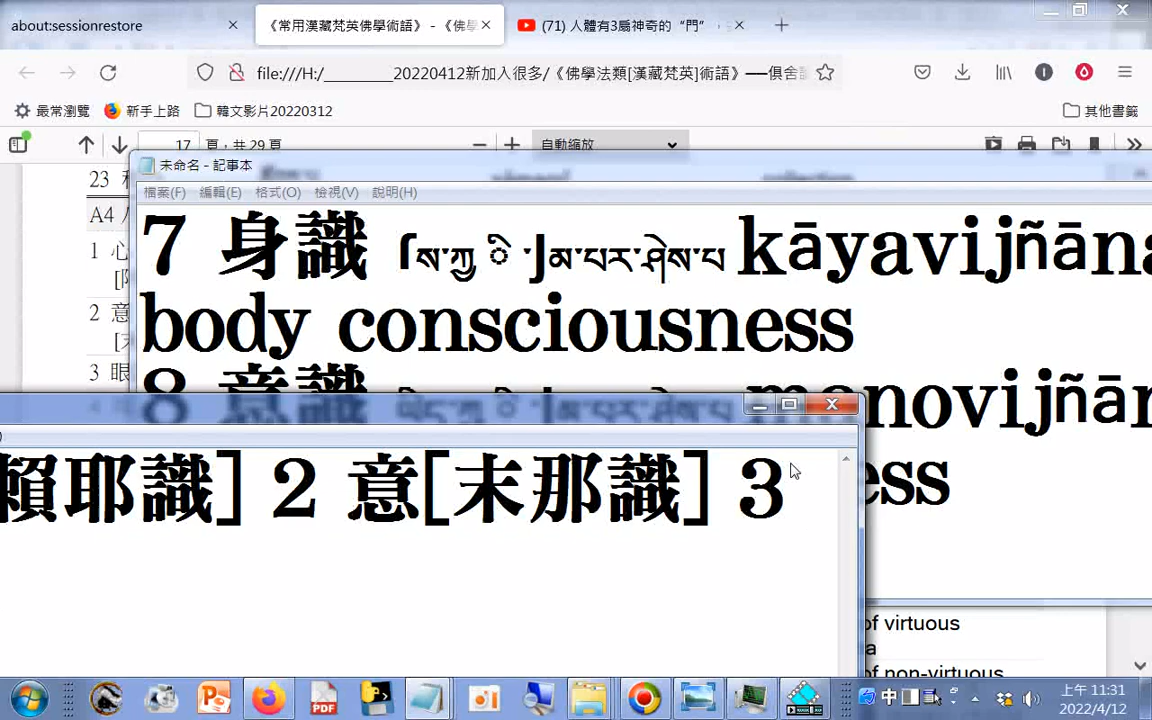 about:sessionrestore
《常用漢藏梵英佛學術語》 - 《佛學
(71) 人體有3扇神奇的“門”，
file:///H:/________20220412新加入很多/《佛學法類[漢藏梵英]術語》──俱舍
最常瀏覽 新手上路 韓文影片20220312 其他書籤
17 頁，共 29 頁 自動縮放
23
A4
1 心
2 意
3 眼
未命名 - 記事本
檔案(F) 編輯(E) 格式(O) 檢視(V) 說明(H)
7 身識 ལོས་ཀྱ ི ་་མ་པར་ཤེས་པ kāyavijñāna
body consciousness
8 意識 manovijñān
ess
賴耶識] 2 意[末那識] 3
of virtuous
a
of non-virtuous
中
上午 11:31
2022/4/12